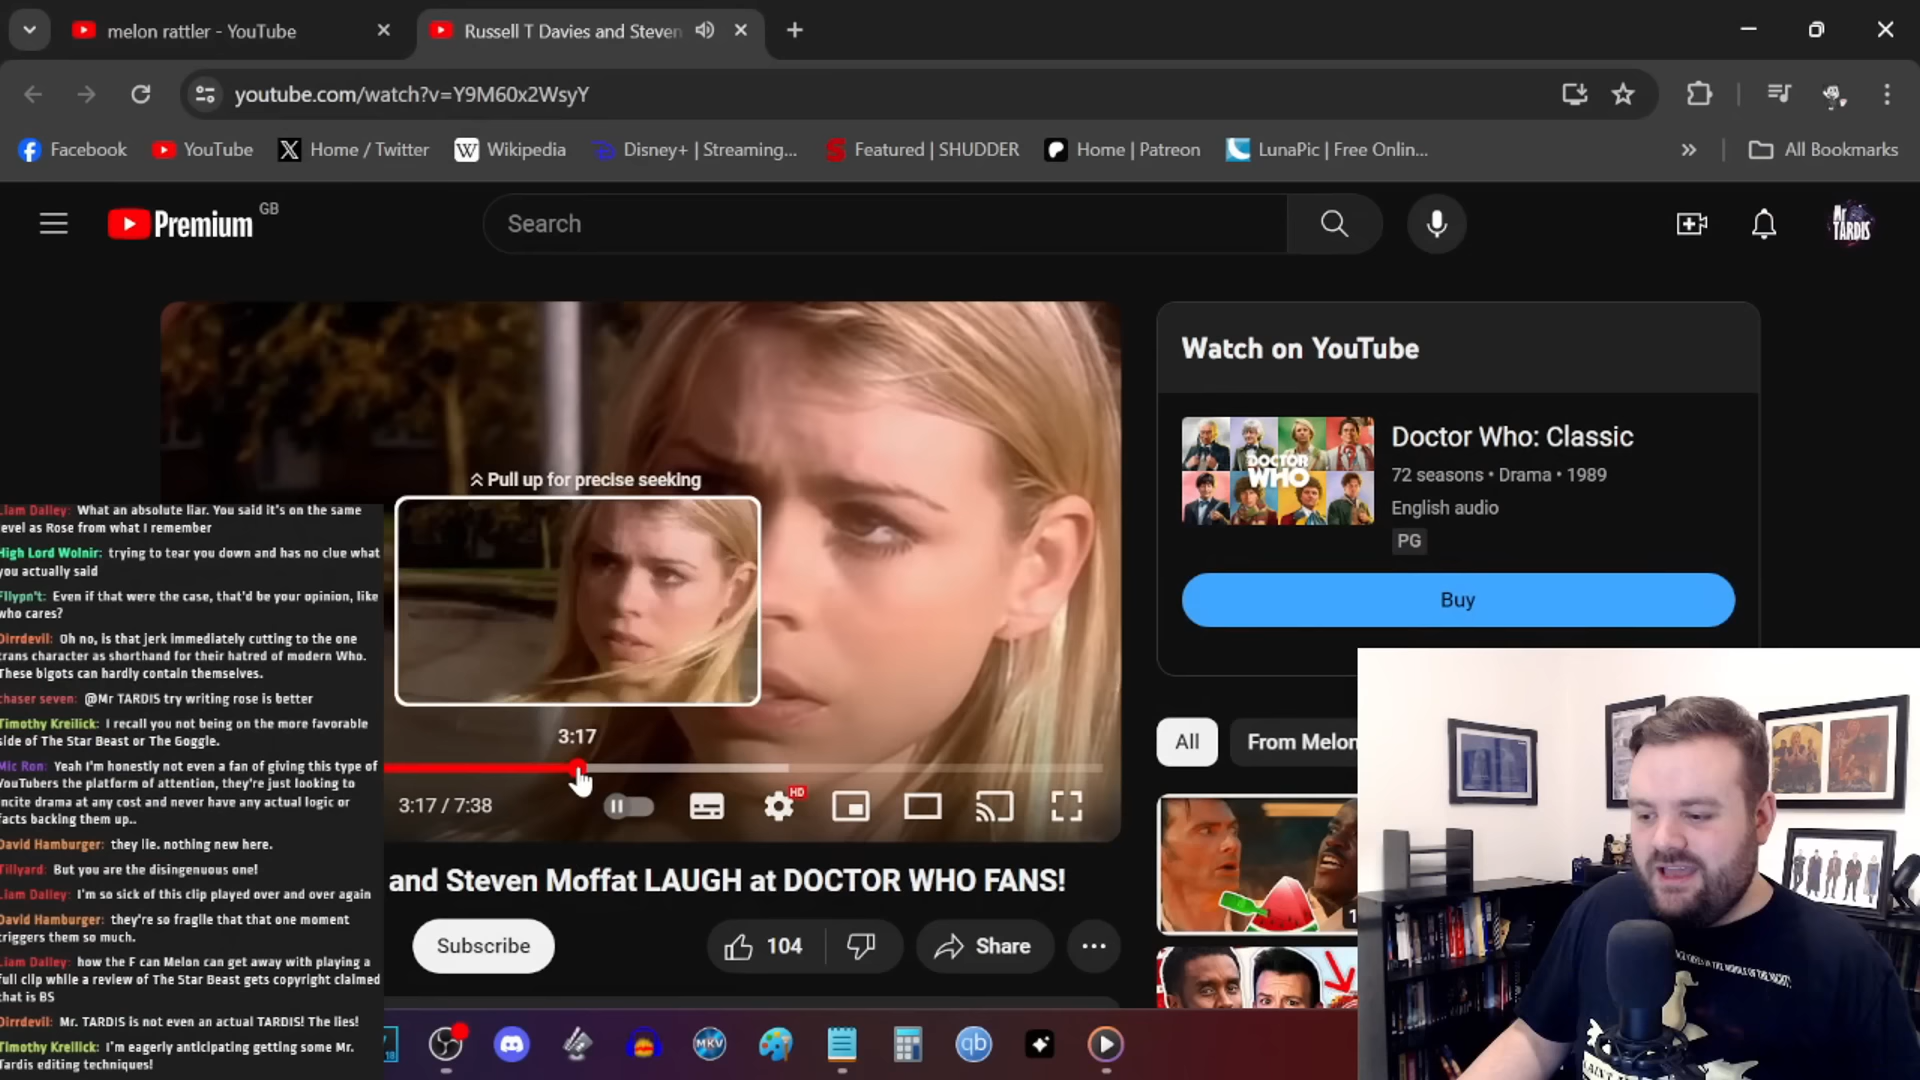 melon rattler - YouTube
Russell T Davies and Steven
youtube.com/watch?v=Y9M60x2WsyY
Facebook
YouTube
Home / Twitter
Wikipedia
Disney+ | Streaming...
Featured | SHUDDER
Home | Patreon
LunaPic | Free Onlin...
All Bookmarks
Premium GB
Search
Mr TARDIS
Watch on YouTube
DOCTOR WHO
Doctor Who: Classic
72 seasons • Drama • 1989
English audio
PG
Buy
Pull up for precise seeking
3:17
3:17 / 7:38
HD
All
From Melon
and Steven Moffat LAUGH at DOCTOR WHO FANS!
Subscribe
104
Share
Liam Dalley: What an absolute liar. You said it's on the same
level as Rose from what I remember
High Lord Wolnir: trying to tear you down and has no clue what
you actually said
Fllypn't: Even if that were the case, that'd be your opinion, like
who cares?
Dirrdevil: Oh no, is that jerk immediately cutting to the one
trans character as shorthand for their hatred of modern Who.
These bigots can hardly contain themselves.
chaser seven: @Mr TARDIS try writing rose is better
Timothy Kreilick: I recall you not being on the more favorable
side of The Star Beast or The Goggle.
Mic Ron: Yeah I'm honestly not even a fan of giving this type of
YouTubers the platform of attention, they're just looking to
incite drama at any cost and never have any actual logic or
facts backing them up..
David Hamburger: they lie. nothing new here.
Tillyard: But you are the disingenuous one!
Liam Dalley: I'm so sick of this clip played over and over again
David Hamburger: they're so fragile that that one moment
triggers them so much.
Liam Dalley: how the F can Melon can get away with playing a
full clip while a review of The Star Beast gets copyright claimed
that is BS
Dirrdevil: Mr. TARDIS is not even an actual TARDIS! The lies!
Timothy Kreilick: I'm eagerly anticipating getting some Mr.
Tardis editing techniques!
MKV
qb